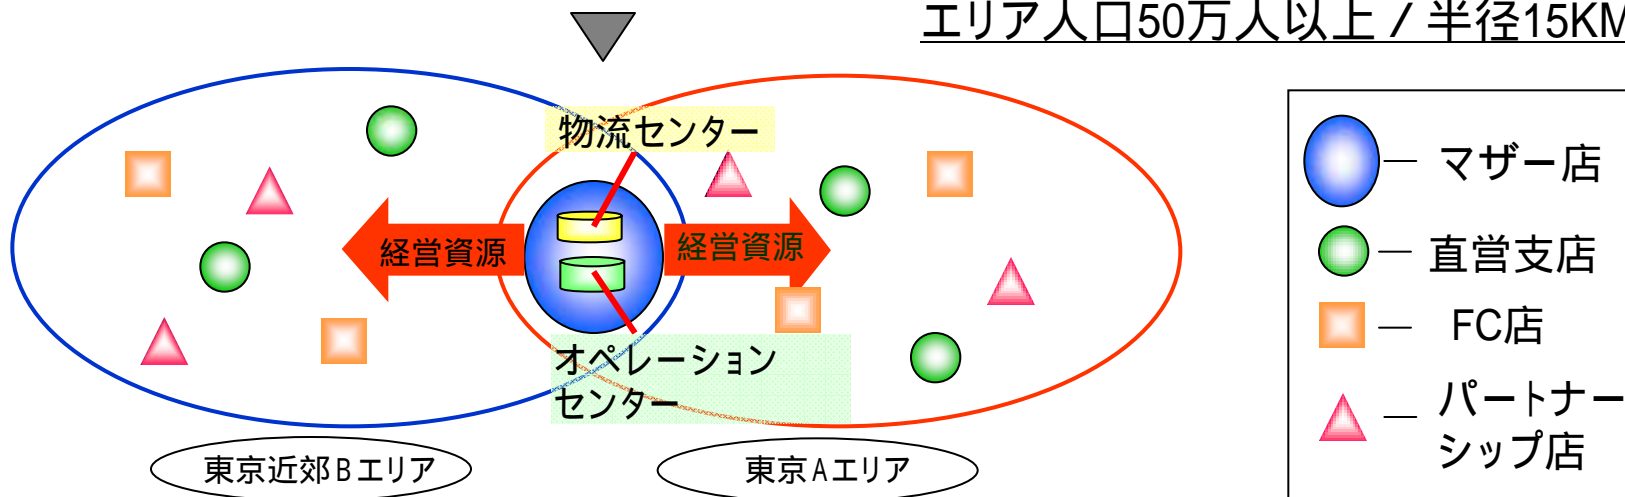 エリア人口50万人以上 / 半径15KM
物流センター
経営資源
経営資源
オペレーション
センター
東京近郊Bエリア
東京Aエリア
マザー店
直営支店
FC店
パートナー
シップ店